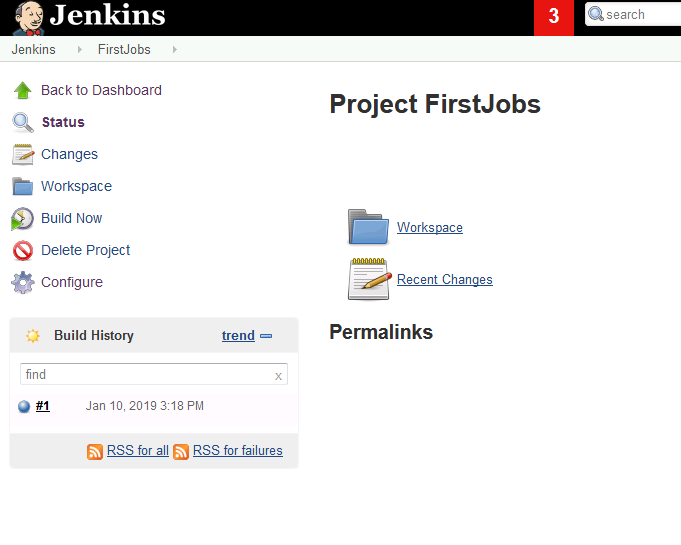 Jenkins
3
search
Jenkins
FirstJobs
Back to Dashboard
Status
Changes
Workspace
Build Now
Delete Project
Configure
Build History
trend
find
x
#1 Jan 10, 2019 3:18 PM
RSS for all RSS for failures
Project FirstJobs
Workspace
Recent Changes
Permalinks